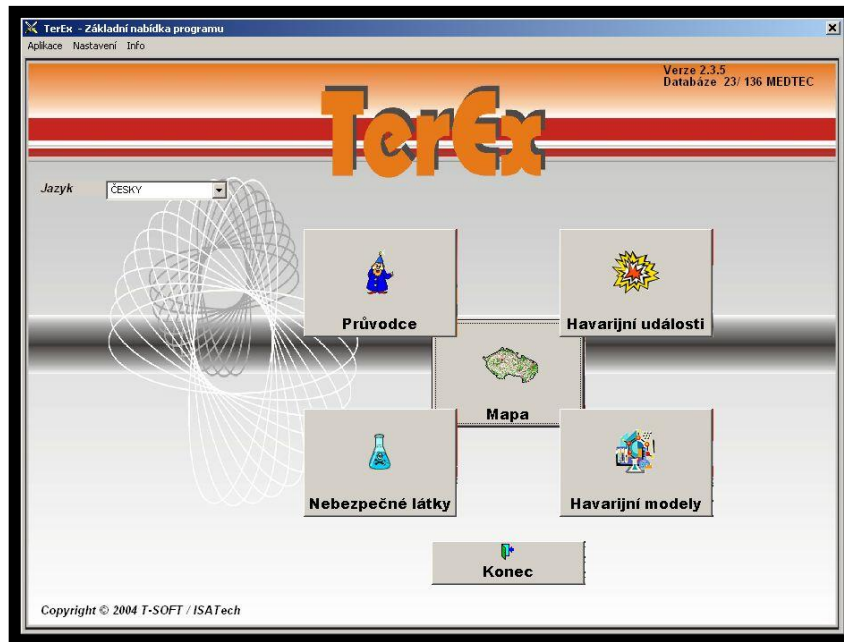 TerEx - Základní nabídka programu
Aplikace Nastavení Info
Verze 2.3.5
Databáze 23/ 136 MEDTEC
TerEx
Jazyk ČESKY
Průvodce
Havarijní události
Mapa
Nebezpečné látky
Havarijní modely
Konec
Copyright © 2004 T-SOFT / ISATech